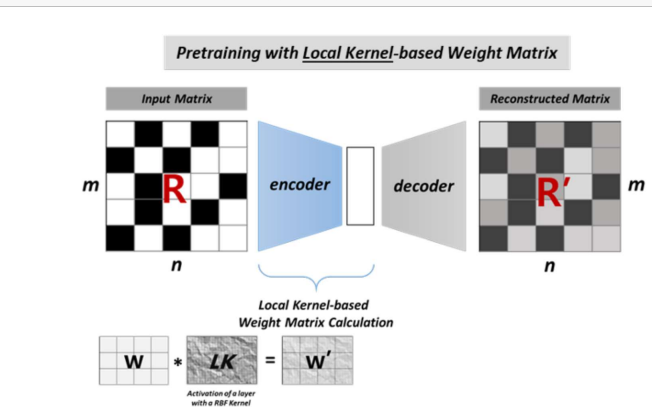 Pretraining with Local Kernel-based Weight Matrix
Input Matrix
Reconstructed Matrix
m
R
encoder
decoder
R′
m
n
n
Local Kernel-based
Weight Matrix Calculation
W * LK = W′
Activation of a layer
with a RBF Kernel